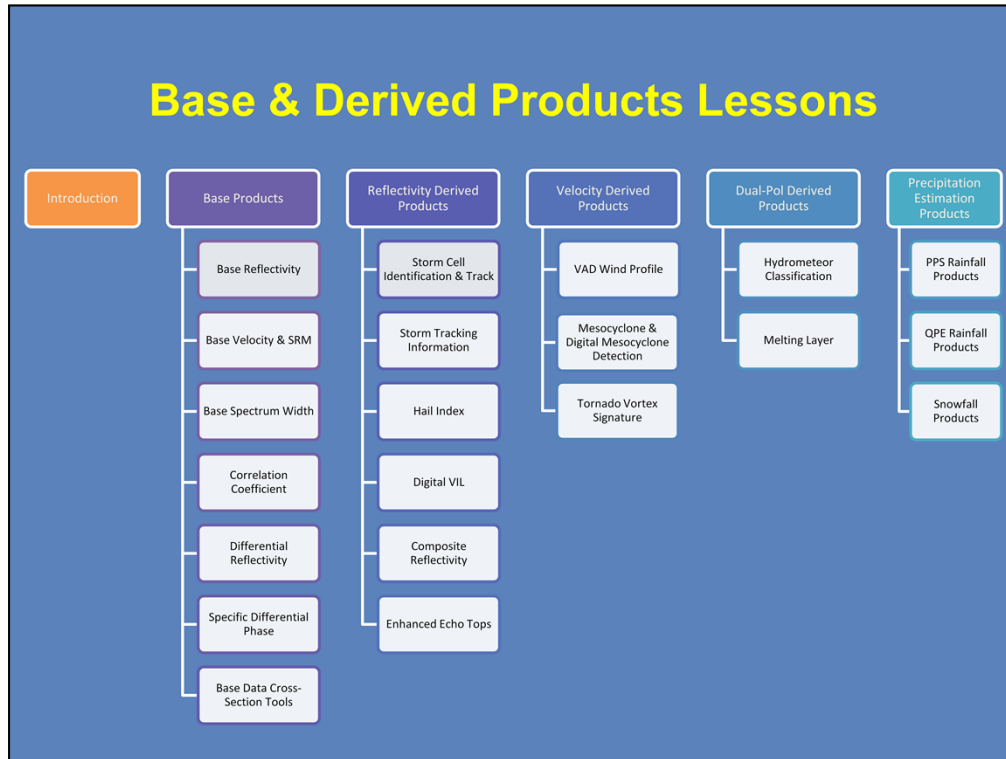 Base & Derived Products Lessons
Introduction
Base Products
Base Reflectivity
Base Velocity & SRM
Base Spectrum Width
Correlation
Coefficient
Differential
Reflectivity
Specific Differential
Phase
Base Data Cross-
Section Tools
Reflectivity Derived
Products
Storm Cell
Identification & Track
Storm Tracking
Information
Hail Index
Digital VIL
Composite
Reflectivity
Enhanced Echo Tops
Velocity Derived
Products
VAD Wind Profile
Mesocyclone &
Digital Mesocyclone
Detection
Tornado Vortex
Signature
Dual-Pol Derived
Products
Hydrometeor
Classification
Melting Layer
Precipitation
Estimation
Products
PPS Rainfall
Products
QPE Rainfall
Products
Snowfall
Products